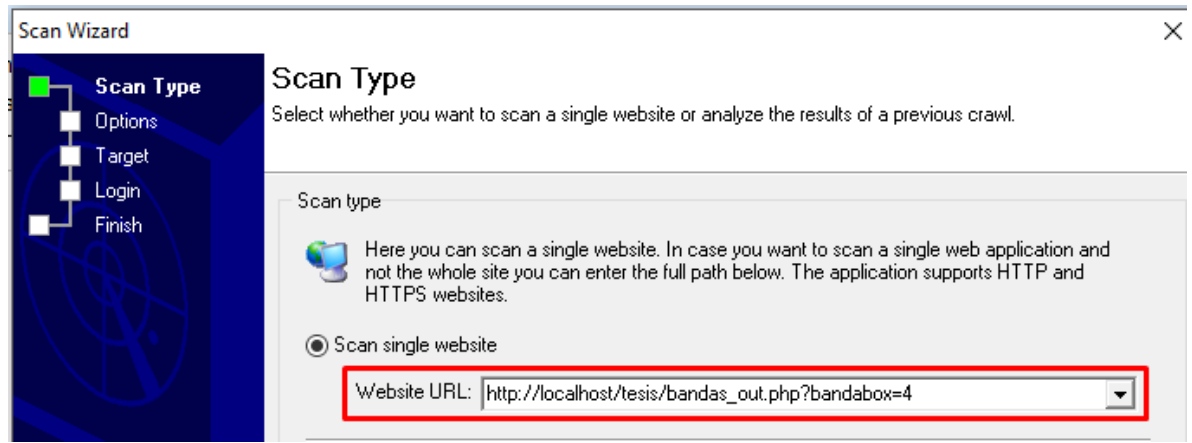 Scan Wizard
Scan Type
Options
Target
Login
Finish
Scan Type
Select whether you want to scan a single website or analyze the results of a previous crawl.
Scan type
Here you can scan a single website. In case you want to scan a single web application and
not the whole site you can enter the full path below. The application supports HTTP and
HTTPS websites.
Scan single website
Website URL: http://localhost/tesis/bandas_out.php?bandabox=4